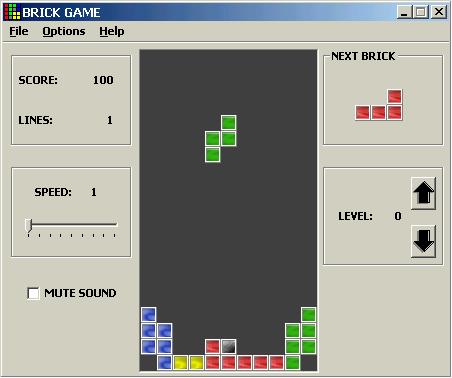 BRICK GAME
File Options Help
SCORE: 100
LINES: 1
SPEED: 1
MUTE SOUND
NEXT BRICK
LEVEL: 0